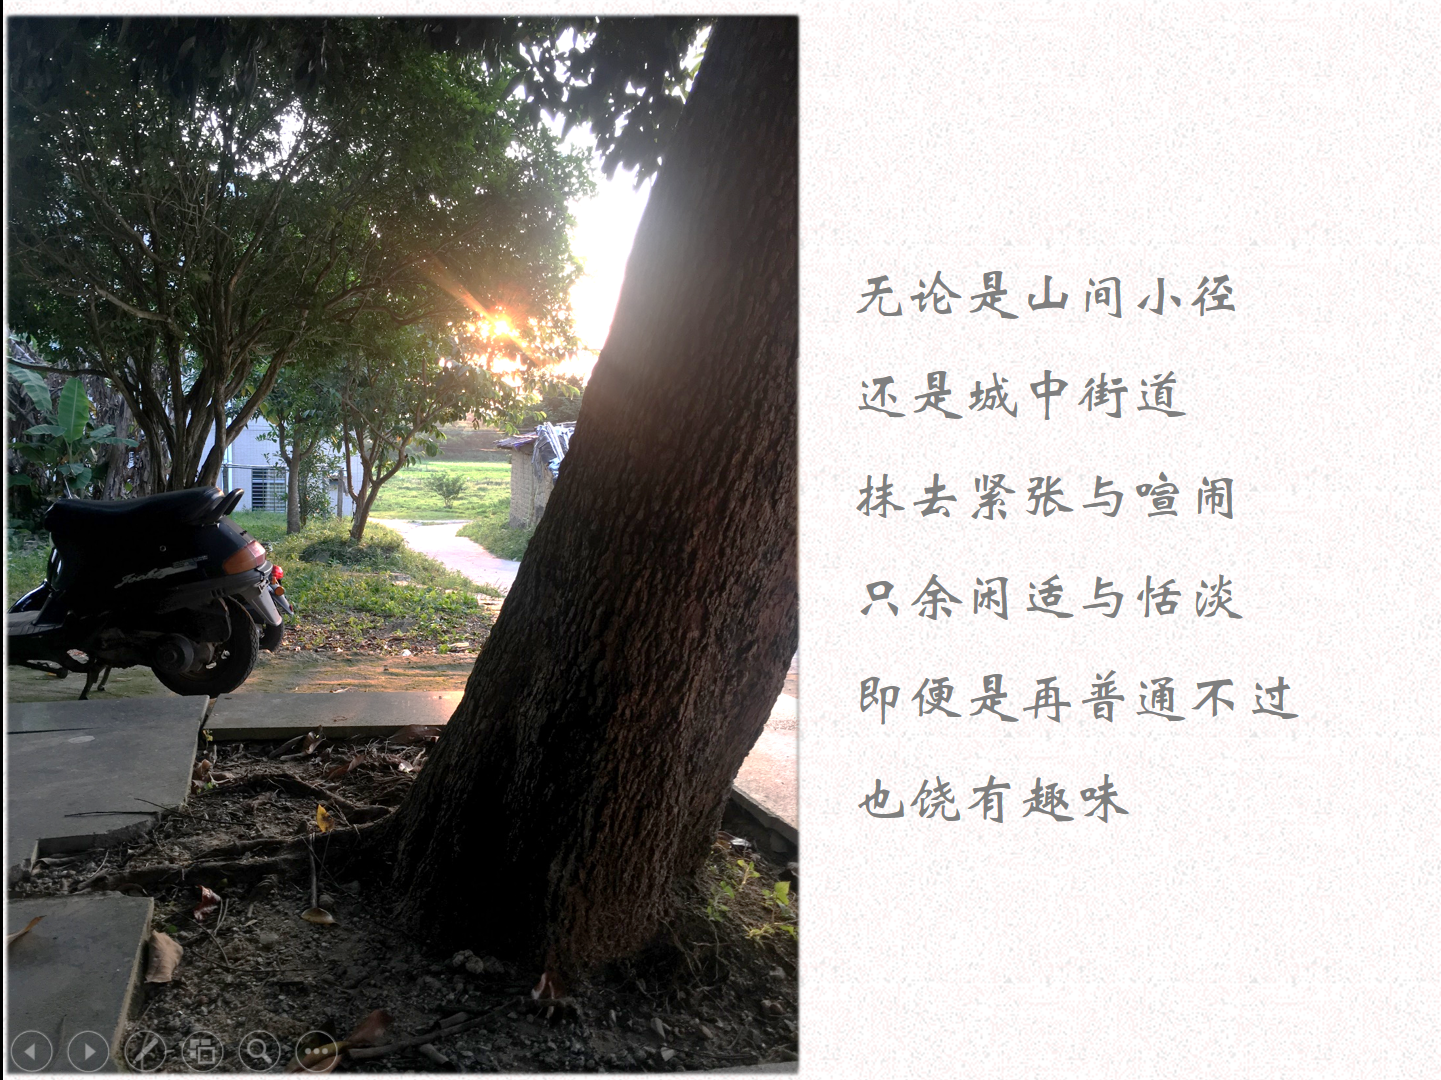 无论是山间小径
还是城中街道
抹去紧张与喧闹
只余闲适与恬淡
即便是再普通不过
也饶有趣味